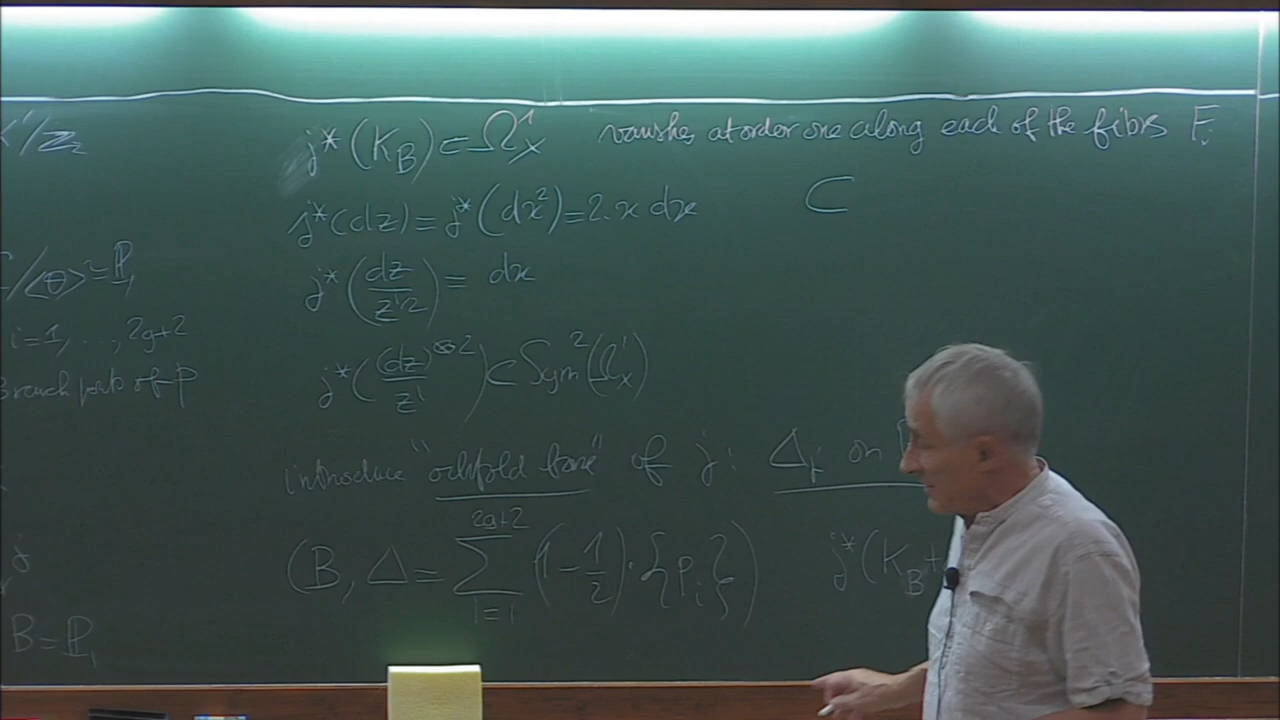 /Z₂
/<θ> = P₁
i=1, ..., 2g+2
Branch points of p
j
B = P₁
j*(K_B) ⊂ Ω¹_X vanishes at order one along each of the fibres F_i
j*(dz) = j*(dx²) = 2.x dx
⊂
j*(dz/z^{1/2}) = dx
j*((dz)^{⊗2}/z¹) ⊂ Sym²(Ω¹_X)
introduce "orbifold base" of j: Δ_j on
(B, Δ = Σ_{i=1}^{2g+2} (1 - 1/2)·{p_i}) j*(K_B +